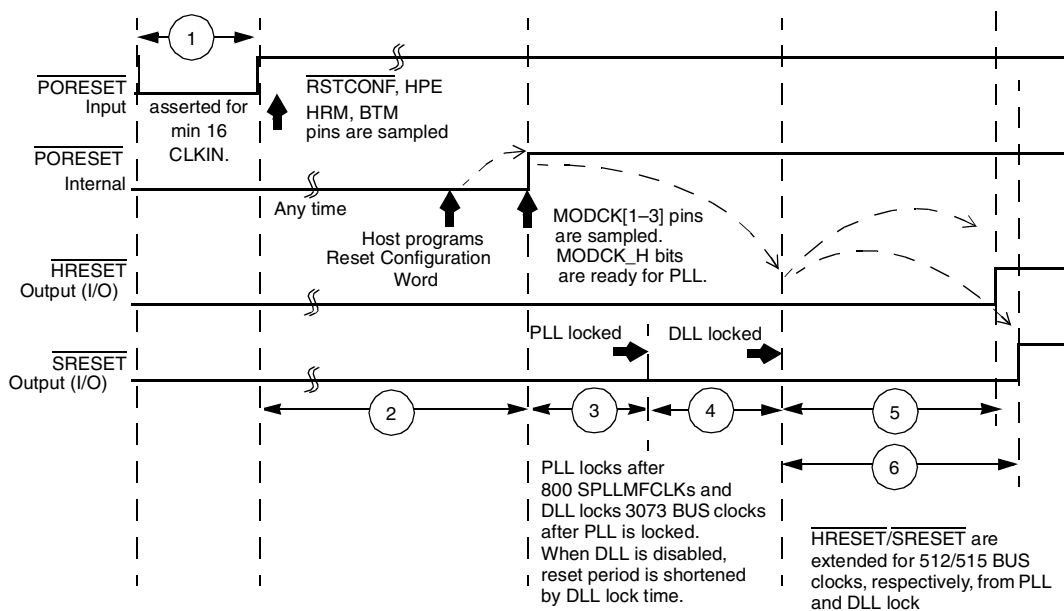 1
PORESET
Input
asserted for
min 16
CLKIN.
RSTCONF, HPE
HRM, BTM
pins are sampled
PORESET
Internal
Any time
Host programs
Reset Configuration
Word
MODCK[1–3] pins
are sampled.
MODCK_H bits
are ready for PLL.
HRESET
Output (I/O)
PLL locked
DLL locked
SRESET
Output (I/O)
2
3
4
5
6
PLL locks after
800 SPLLMFCLKs and
DLL locks 3073 BUS clocks
after PLL is locked.
When DLL is disabled,
reset period is shortened
by DLL lock time.
HRESET/SRESET are
extended for 512/515 BUS
clocks, respectively, from PLL
and DLL lock